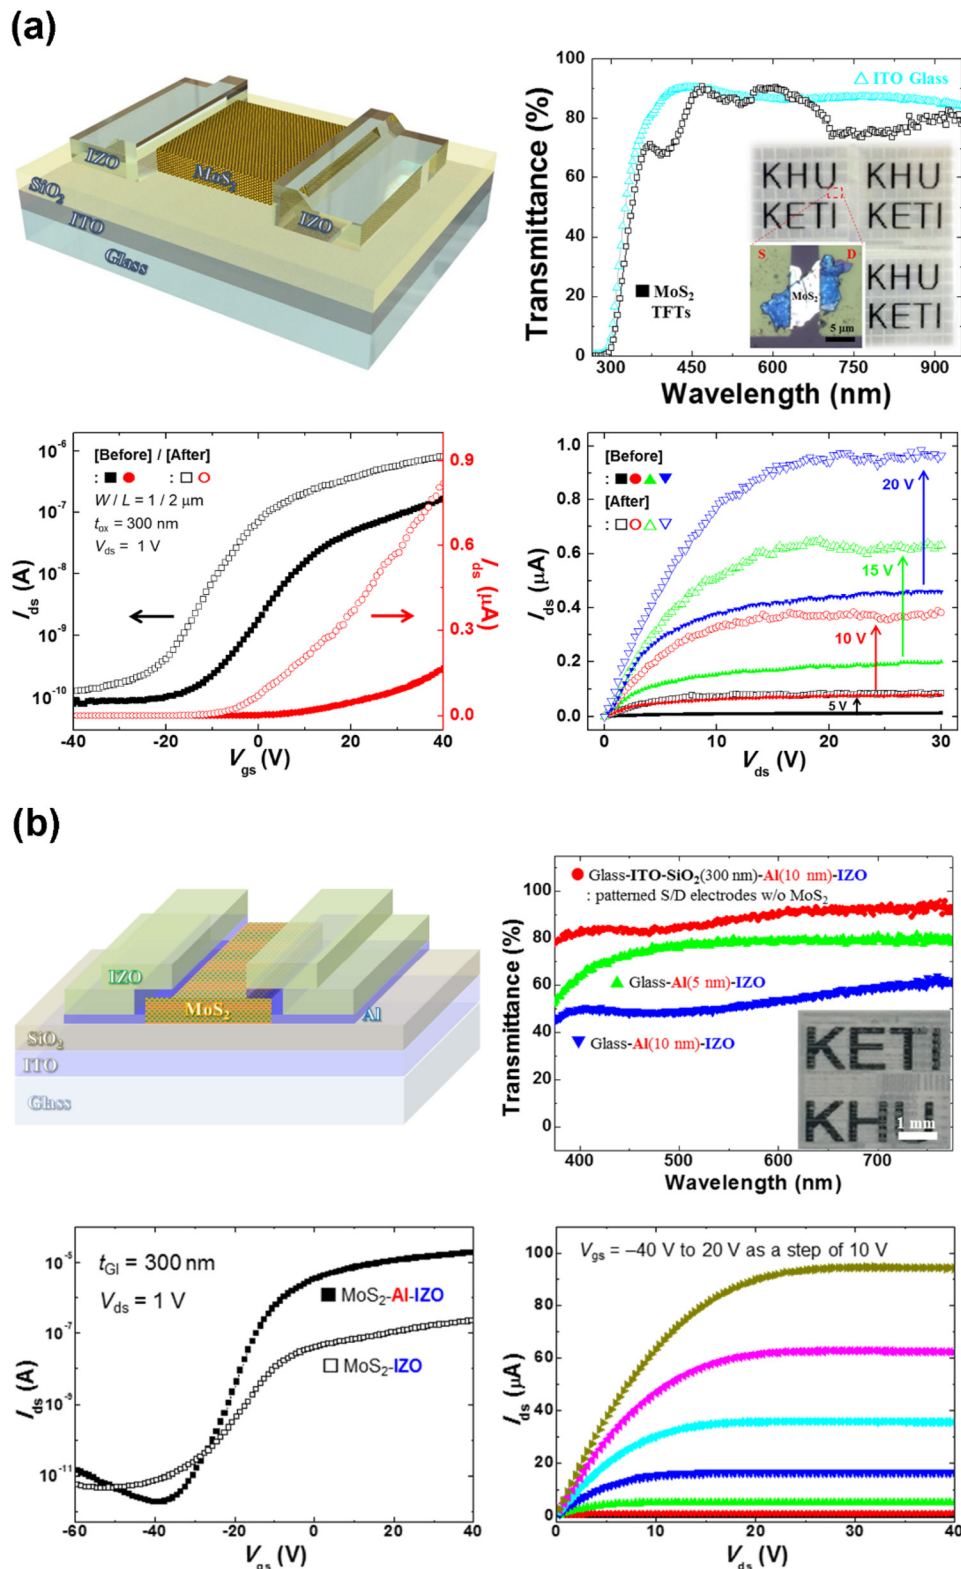 (a)
IZO
MoS2
IZO
SiO2
ITO
Glass
Transmittance (%)
100
80
60
40
20
0
△ ITO Glass
■ MoS2
TFTs
KHU
KETI
KHU
KETI
KHU
KETI
S
D
MoS2
5 μm
300 450 600 750 900
Wavelength (nm)
Ids (A)
10-6
10-7
10-8
10-9
10-10
[Before] / [After]
: ■ ● : □ ○
W / L = 1 / 2 μm
tox = 300 nm
Vds = 1 V
0.9
0.6
0.3
0.0
Ids (μA)
-40 -20 0 20 40
Vgs (V)
Ids (μA)
1.0
0.8
0.6
0.4
0.2
0.0
[Before]
: ■ ● ▲ ▼
[After]
: □ ○ △ ▽
20 V
15 V
10 V
5 V
0 10 20 30
Vds (V)
(b)
IZO
MoS2
Al
SiO2
ITO
Glass
Transmittance (%)
100
80
60
40
20
0
● Glass-ITO-SiO2(300 nm)-Al(10 nm)-IZO
: patterned S/D electrodes w/o MoS2
▲ Glass-Al(5 nm)-IZO
▼ Glass-Al(10 nm)-IZO
KETI
KHU
1 mm
400 500 600 700
Wavelength (nm)
Ids (A)
10-5
10-7
10-9
10-11
tGI = 300 nm
Vds = 1 V
■ MoS2-Al-IZO
□ MoS2-IZO
-60 -40 -20 0 20 40
Vgs (V)
Ids (μA)
100
80
60
40
20
0
Vgs = –40 V to 20 V as a step of 10 V
0 10 20 30 40
Vds (V)